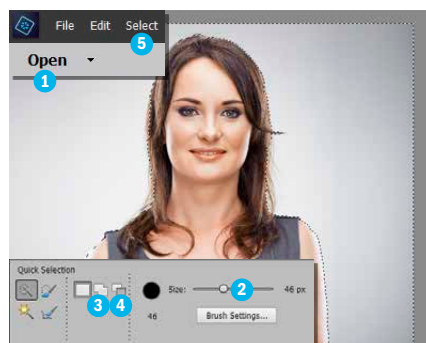 File Edit Select
5
Open
1
Quick Selection
Size: 2 46 px
3 4
46 Brush Settings...